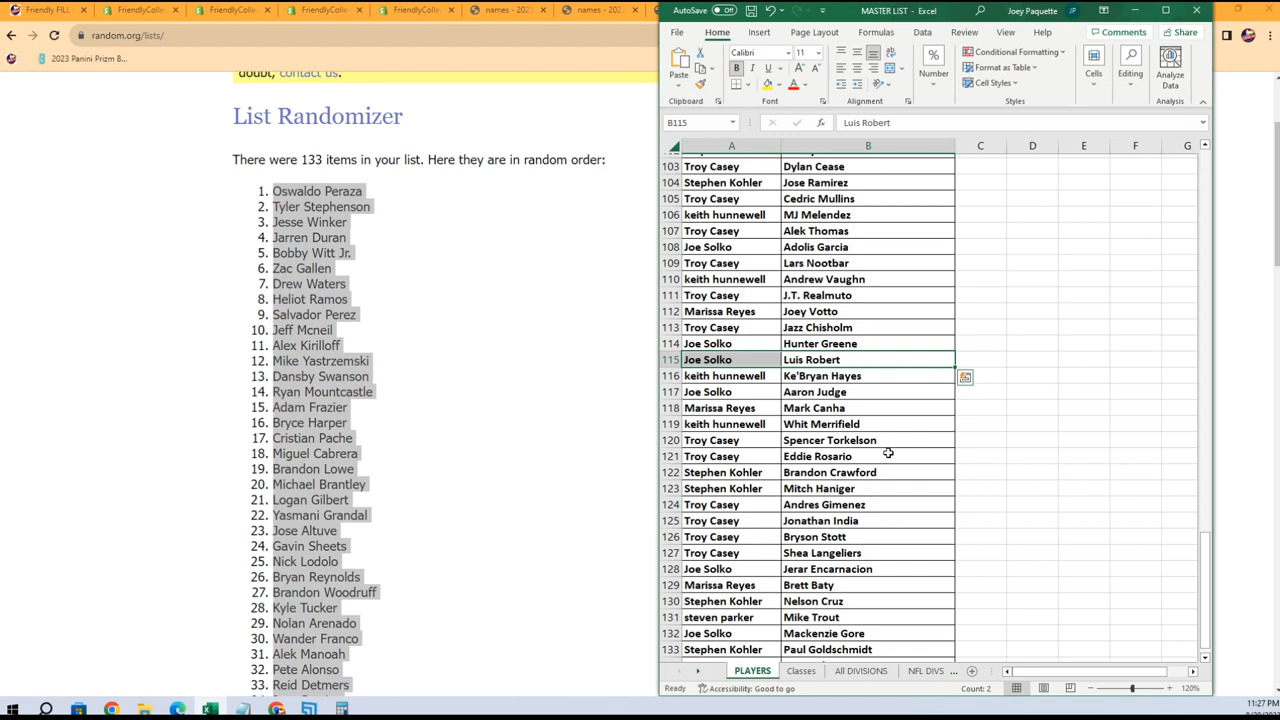 FriendlyColle
FriendlyColle
FriendlyColle
FriendlyColle
names - 2023
names - 2023
random.org/lists/
2023 Panini Prizm B...
doubt, contact us.
List Randomizer
There were 133 items in your list. Here they are in random order:
1. Oswaldo Peraza
2. Tyler Stephenson
3. Jesse Winker
4. Jarren Duran
5. Bobby Witt Jr.
6. Zac Gallen
7. Drew Waters
8. Heliot Ramos
9. Salvador Perez
10. Jeff Mcneil
11. Alex Kirilloff
12. Mike Yastrzemski
13. Dansby Swanson
14. Ryan Mountcastle
15. Adam Frazier
16. Bryce Harper
17. Cristian Pache
18. Miguel Cabrera
19. Brandon Lowe
20. Michael Brantley
21. Logan Gilbert
22. Yasmani Grandal
23. Jose Altuve
24. Gavin Sheets
25. Nick Lodolo
26. Bryan Reynolds
27. Brandon Woodruff
28. Kyle Tucker
29. Nolan Arenado
30. Wander Franco
31. Alek Manoah
32. Pete Alonso
33. Reid Detmers
AutoSave Off MASTER LIST - Excel Joey Paquette JP
File Home Insert Page Layout Formulas Data Review View Help Comments Share
Paste Calibri 11 Number Conditional Formatting Format as Table Cell Styles Cells Editing Analyze Data
Clipboard Font Alignment Styles Analysis
B115 fx Luis Robert
A B C D E F G
103 Troy Casey Dylan Cease
104 Stephen Kohler Jose Ramirez
105 Troy Casey Cedric Mullins
106 keith hunnewell MJ Melendez
107 Troy Casey Alek Thomas
108 Joe Solko Adolis Garcia
109 Troy Casey Lars Nootbar
110 keith hunnewell Andrew Vaughn
111 Troy Casey J.T. Realmuto
112 Marissa Reyes Joey Votto
113 Troy Casey Jazz Chisholm
114 Joe Solko Hunter Greene
115 Joe Solko Luis Robert
116 keith hunnewell Ke'Bryan Hayes
117 Joe Solko Aaron Judge
118 Marissa Reyes Mark Canha
119 keith hunnewell Whit Merrifield
120 Troy Casey Spencer Torkelson
121 Troy Casey Eddie Rosario
122 Stephen Kohler Brandon Crawford
123 Stephen Kohler Mitch Haniger
124 Troy Casey Andres Gimenez
125 Troy Casey Jonathan India
126 Troy Casey Bryson Stott
127 Troy Casey Shea Langeliers
128 Joe Solko Jerar Encarnacion
129 Marissa Reyes Brett Baty
130 Stephen Kohler Nelson Cruz
131 steven parker Mike Trout
132 Joe Solko Mackenzie Gore
133 Stephen Kohler Paul Goldschmidt
PLAYERS Classes All DIVISIONS NFL DIVS ...
Ready Accessibility: Good to go Count: 2 120%
11:27 PM